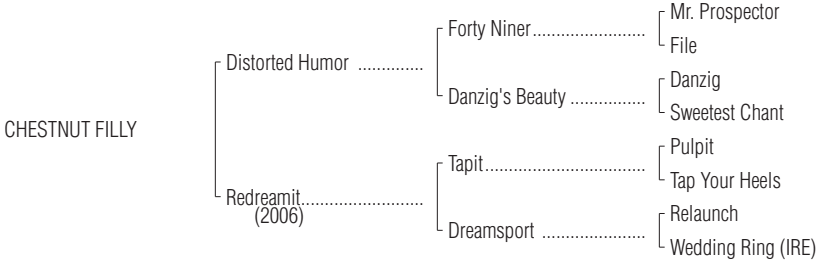 Mr. Prospector
Forty Niner........................
File
Distorted Humor ..............
Danzig
Danzig's Beauty ................
Sweetest Chant
CHESTNUT FILLY
Pulpit
Tapit..................................
Tap Your Heels
Redreamit..........................
(2006)
Relaunch
Dreamsport ......................
Wedding Ring (IRE)